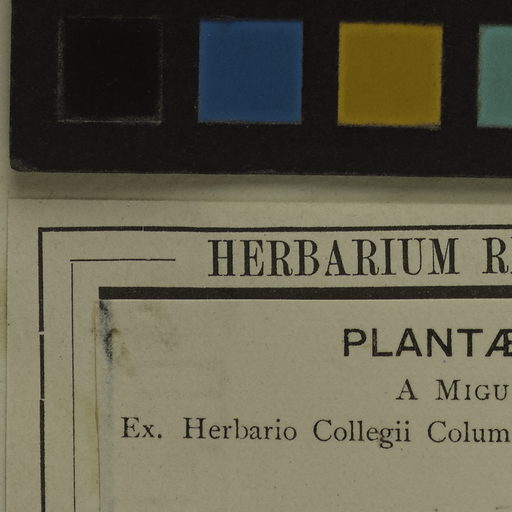 HERBARIUM R
PLANTÆ
A MIGU
Ex. Herbario Collegii Colum